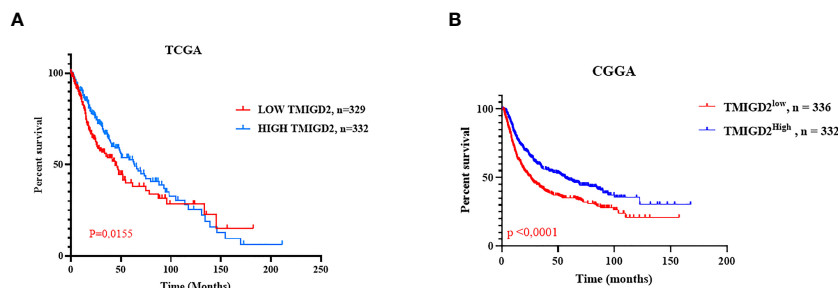 A
TCGA
100
50
0
0
50
100
150
200
250
Percent survival
Time (Months)
LOW TMIGD2, n=329
HIGH TMIGD2, n=332
P=0.0155
B
CGGA
100
50
0
0
50
100
150
200
Percent survival
Time (months)
TMIGD2low, n = 336
TMIGD2High , n = 332
p <0,0001